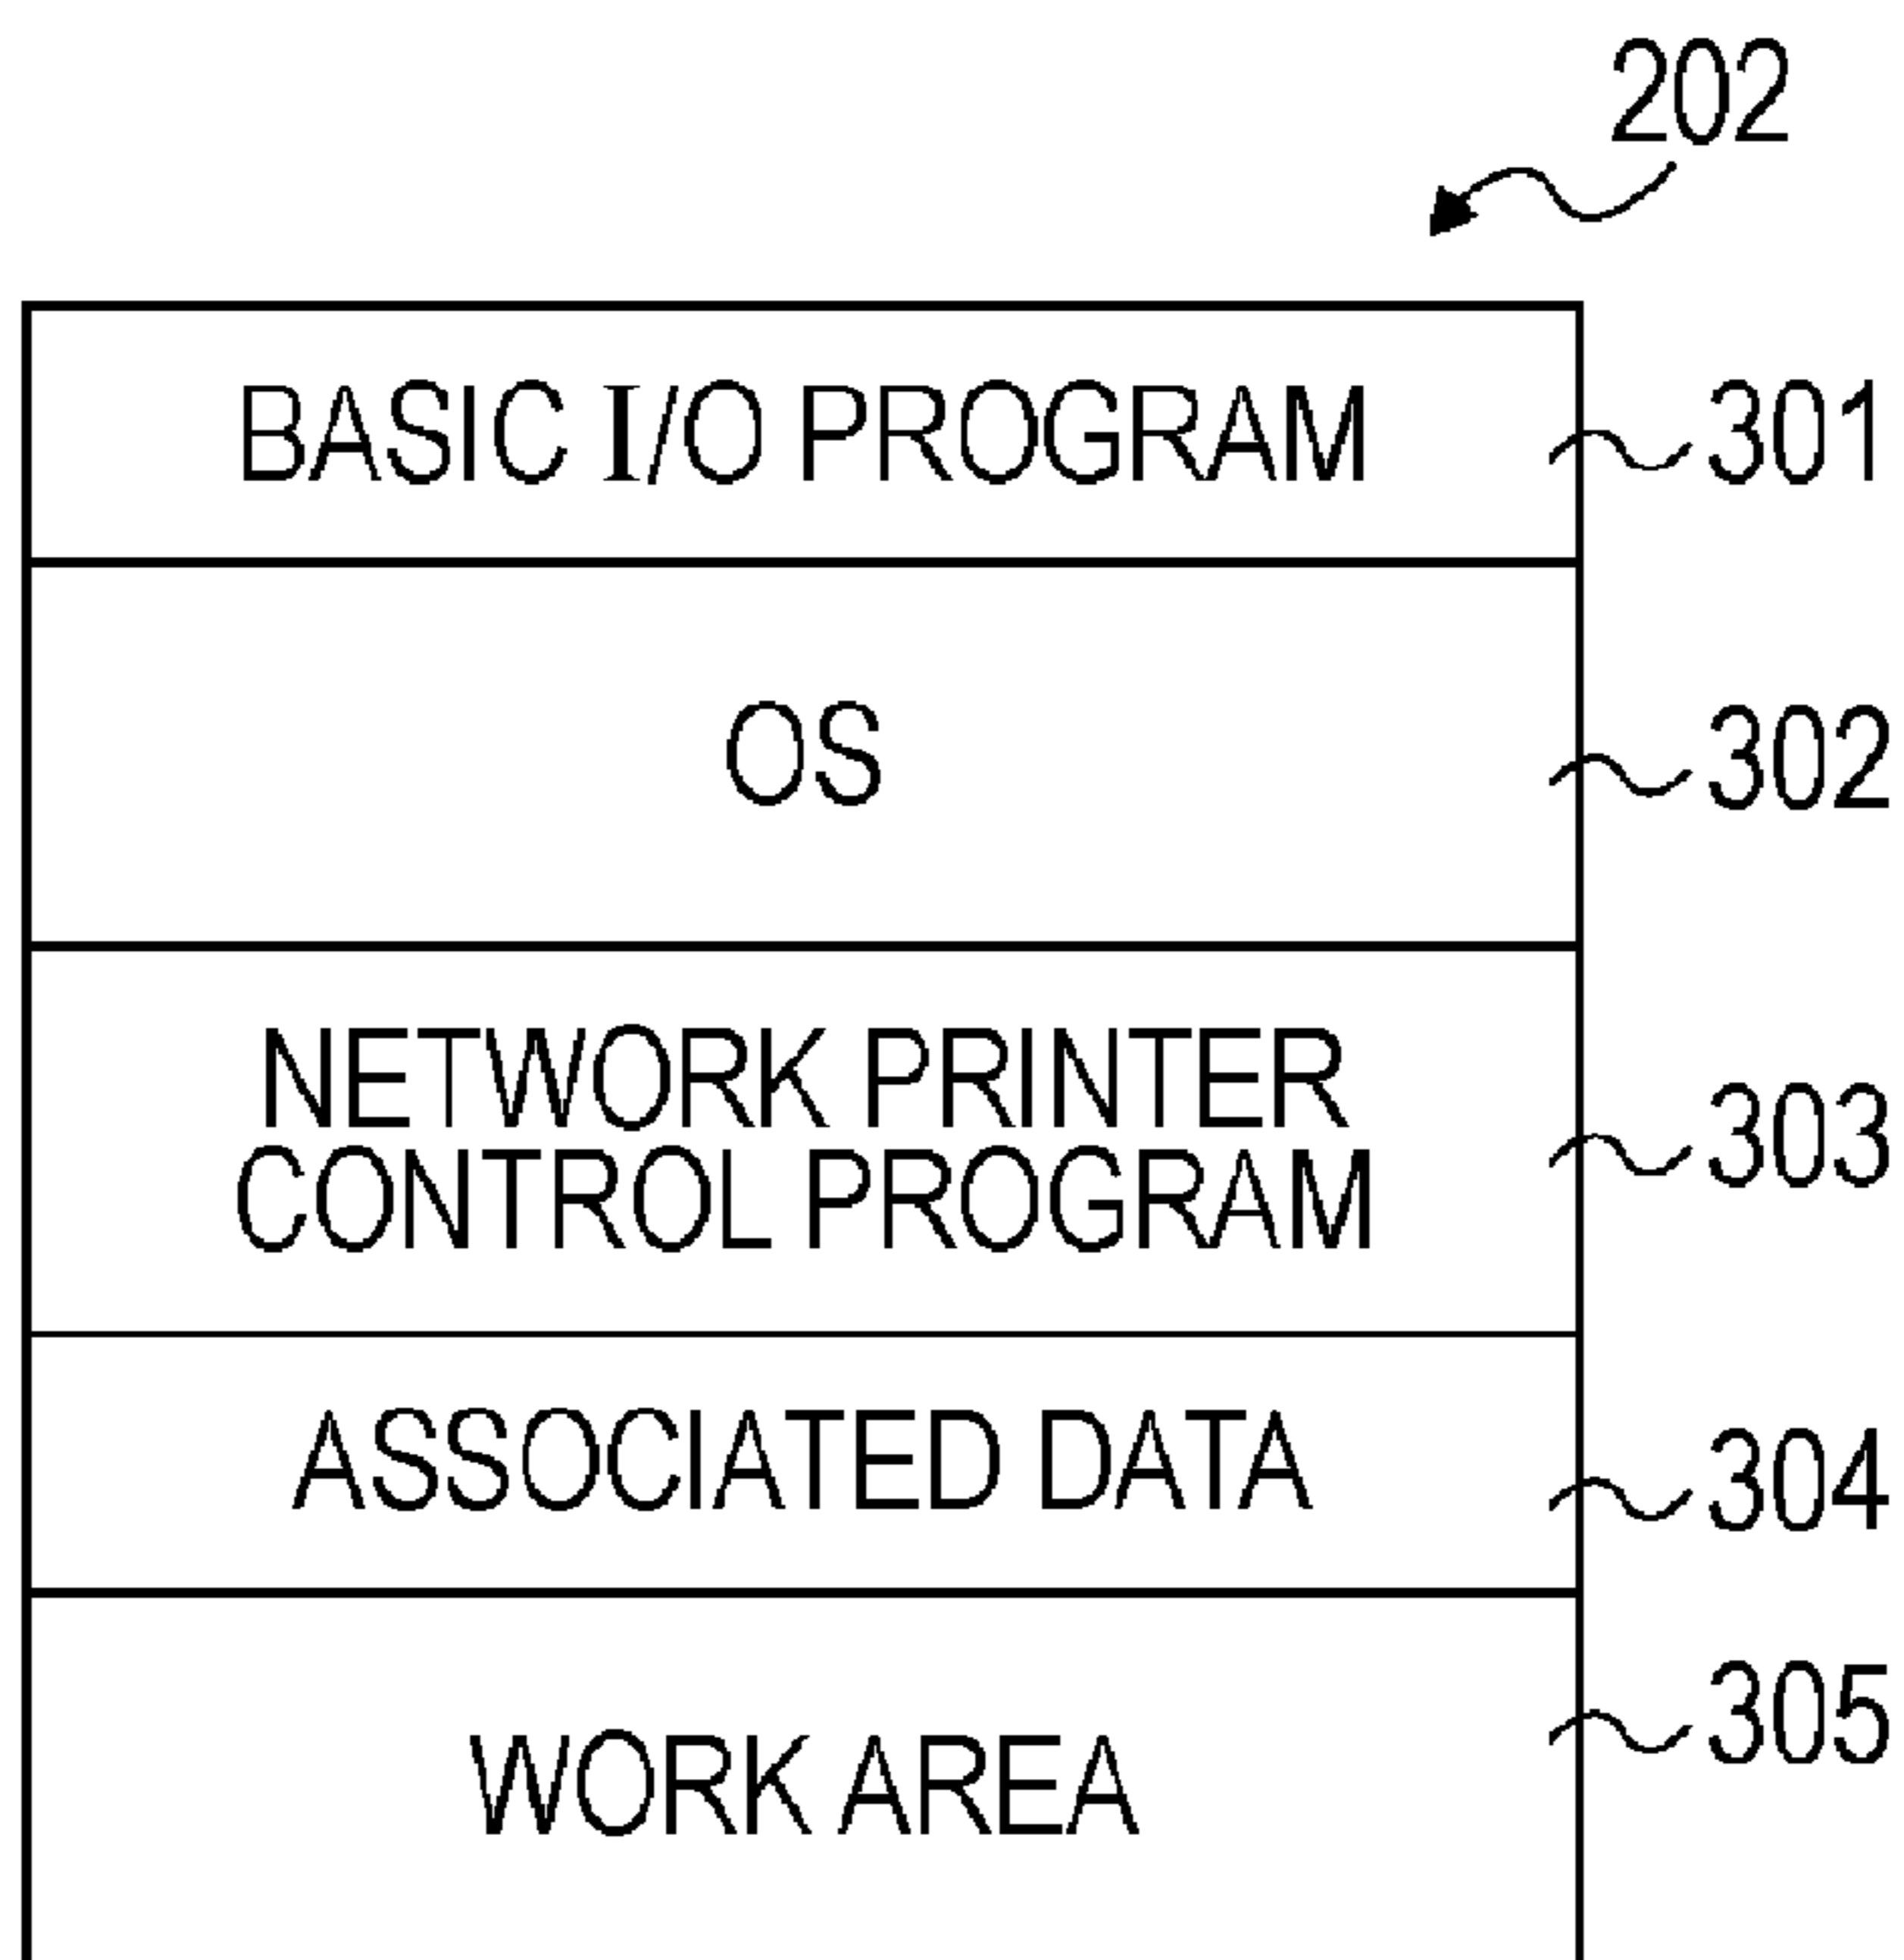 202
BASIC I/O PROGRAM 301
OS 302
NETWORK PRINTER
CONTROL PROGRAM 303
ASSOCIATED DATA 304
WORK AREA 305